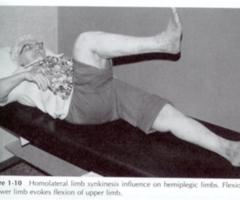 re 1-10 Homolateral limb synkinesis influence on hemiplegic limbs. Flexio
wer limb evokes flexion of upper limb.